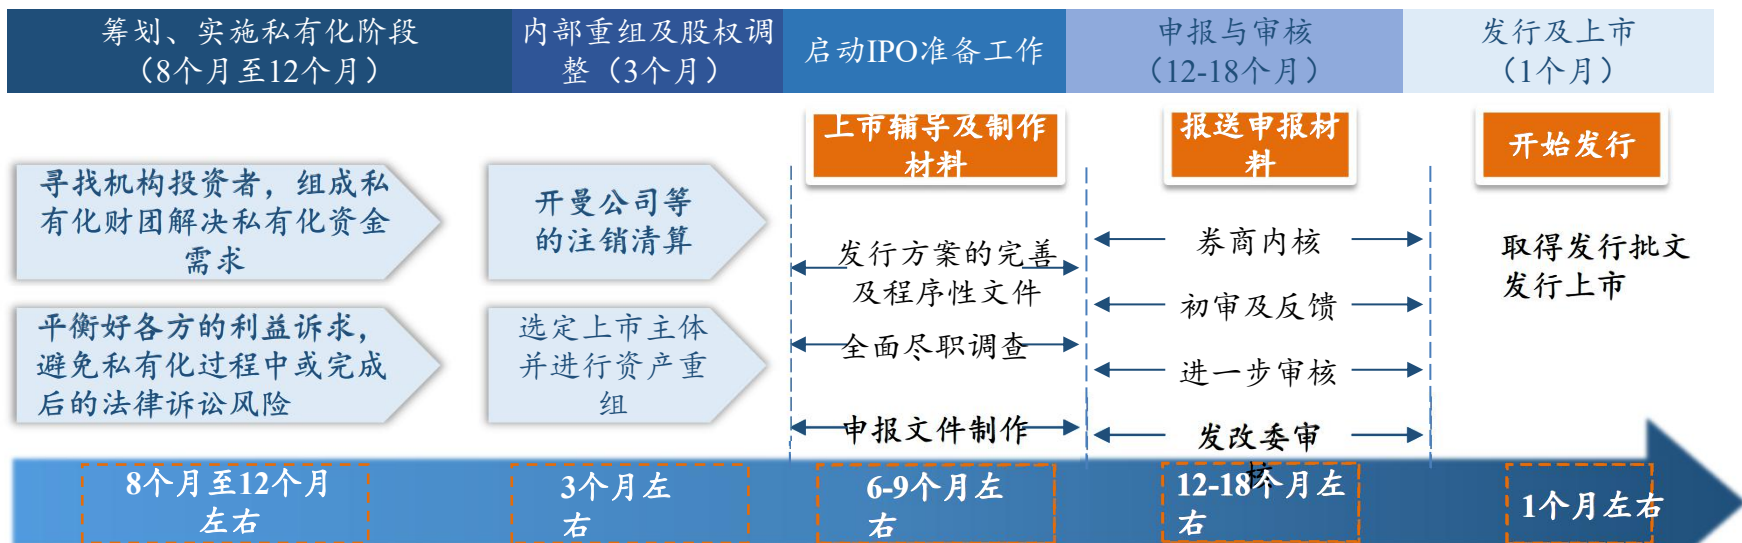 筹划、实施私有化阶段
（8个月至12个月）
内部重组及股权调
整（3个月）
启动IPO准备工作
申报与审核
（12-18个月）
发行及上市
（1个月）
寻找机构投资者，组成私
有化财团解决私有化资金
需求
平衡好各方的利益诉求，
避免私有化过程中或完成
后的法律诉讼风险
开曼公司等
的注销清算
选定上市主体
并进行资产重
组
上市辅导及制作
材料
发行方案的完善
及程序性文件
全面尽职调查
申报文件制作
报送申报材
料
券商内核
初审及反馈
进一步审核
发改委审
核
开始发行
取得发行批文
发行上市
8个月至12个月
左右
3个月左
右
6-9个月左
右
12-18个月左
右
1个月左右